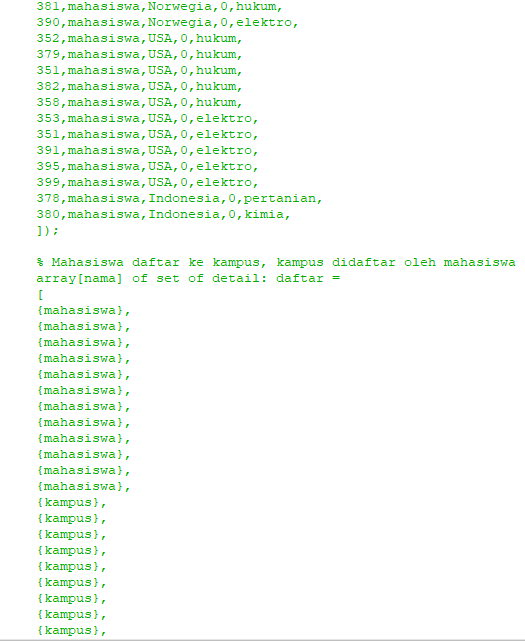 381,mahasiswa,Norwegia,0,hukum,
390,mahasiswa,Norwegia,0,elektro,
352,mahasiswa,USA,0,hukum,
379,mahasiswa,USA,0,hukum,
351,mahasiswa,USA,0,hukum,
382,mahasiswa,USA,0,hukum,
358,mahasiswa,USA,0,hukum,
353,mahasiswa,USA,0,elektro,
351,mahasiswa,USA,0,elektro,
391,mahasiswa,USA,0,elektro,
395,mahasiswa,USA,0,elektro,
399,mahasiswa,USA,0,elektro,
378,mahasiswa,Indonesia,0,pertanian,
380,mahasiswa,Indonesia,0,kimia,
]);
% Mahasiswa daftar ke kampus, kampus didaftar oleh mahasiswa
array[nama] of set of detail: daftar =
[
{mahasiswa},
{mahasiswa},
{mahasiswa},
{mahasiswa},
{mahasiswa},
{mahasiswa},
{mahasiswa},
{mahasiswa},
{mahasiswa},
{mahasiswa},
{mahasiswa},
{mahasiswa},
{kampus},
{kampus},
{kampus},
{kampus},
{kampus},
{kampus},
{kampus},
{kampus},
{kampus},